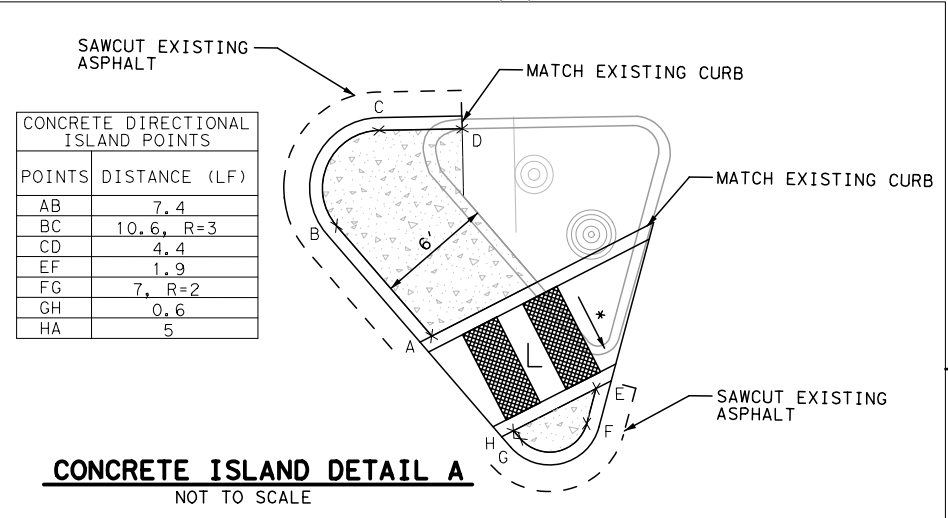 SAWCUT EXISTING
ASPHALT
MATCH EXISTING CURB
C
D
CONCRETE DIRECTIONAL
ISLAND POINTS
POINTS DISTANCE (LF)
AB 7.4
BC 10.6, R=3
CD 4.4
EF 1.9
FG 7, R=2
GH 0.6
HA 5
MATCH EXISTING CURB
B
6'
*
A
L
E
SAWCUT EXISTING
ASPHALT
F
H
G
CONCRETE ISLAND DETAIL A
NOT TO SCALE